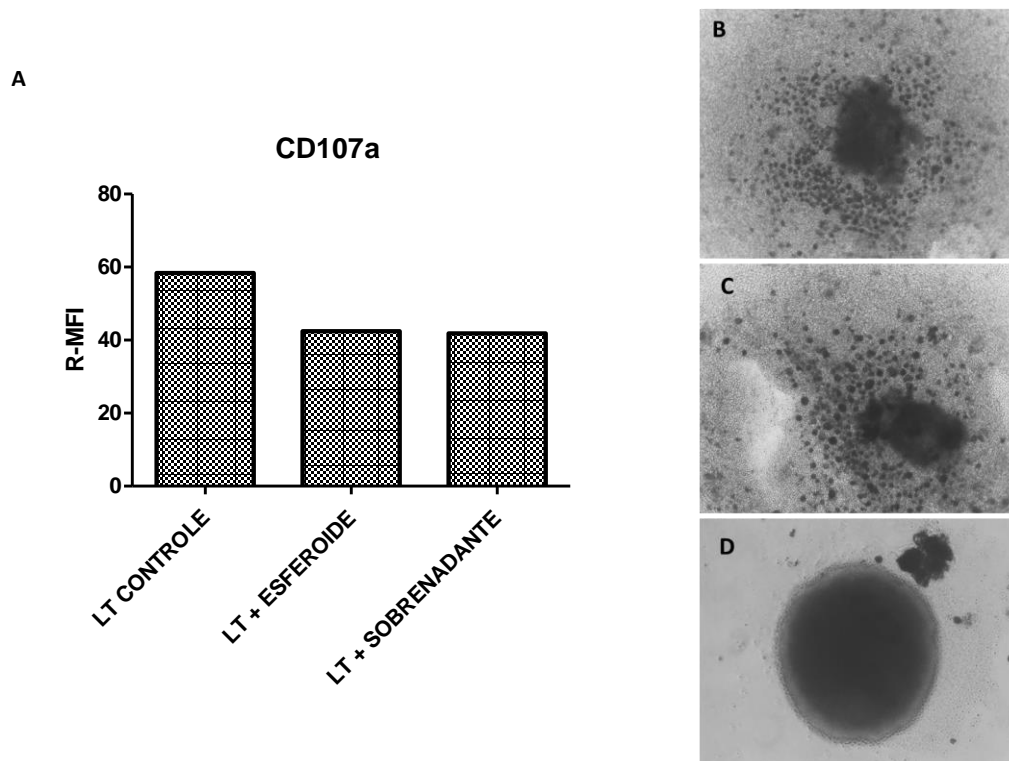 A
CD107a
80
60
40
20
0
R-MFI
LT CONTROLE
LT + ESFEROIDE
LT + SOBRENADANTE
B
C
D